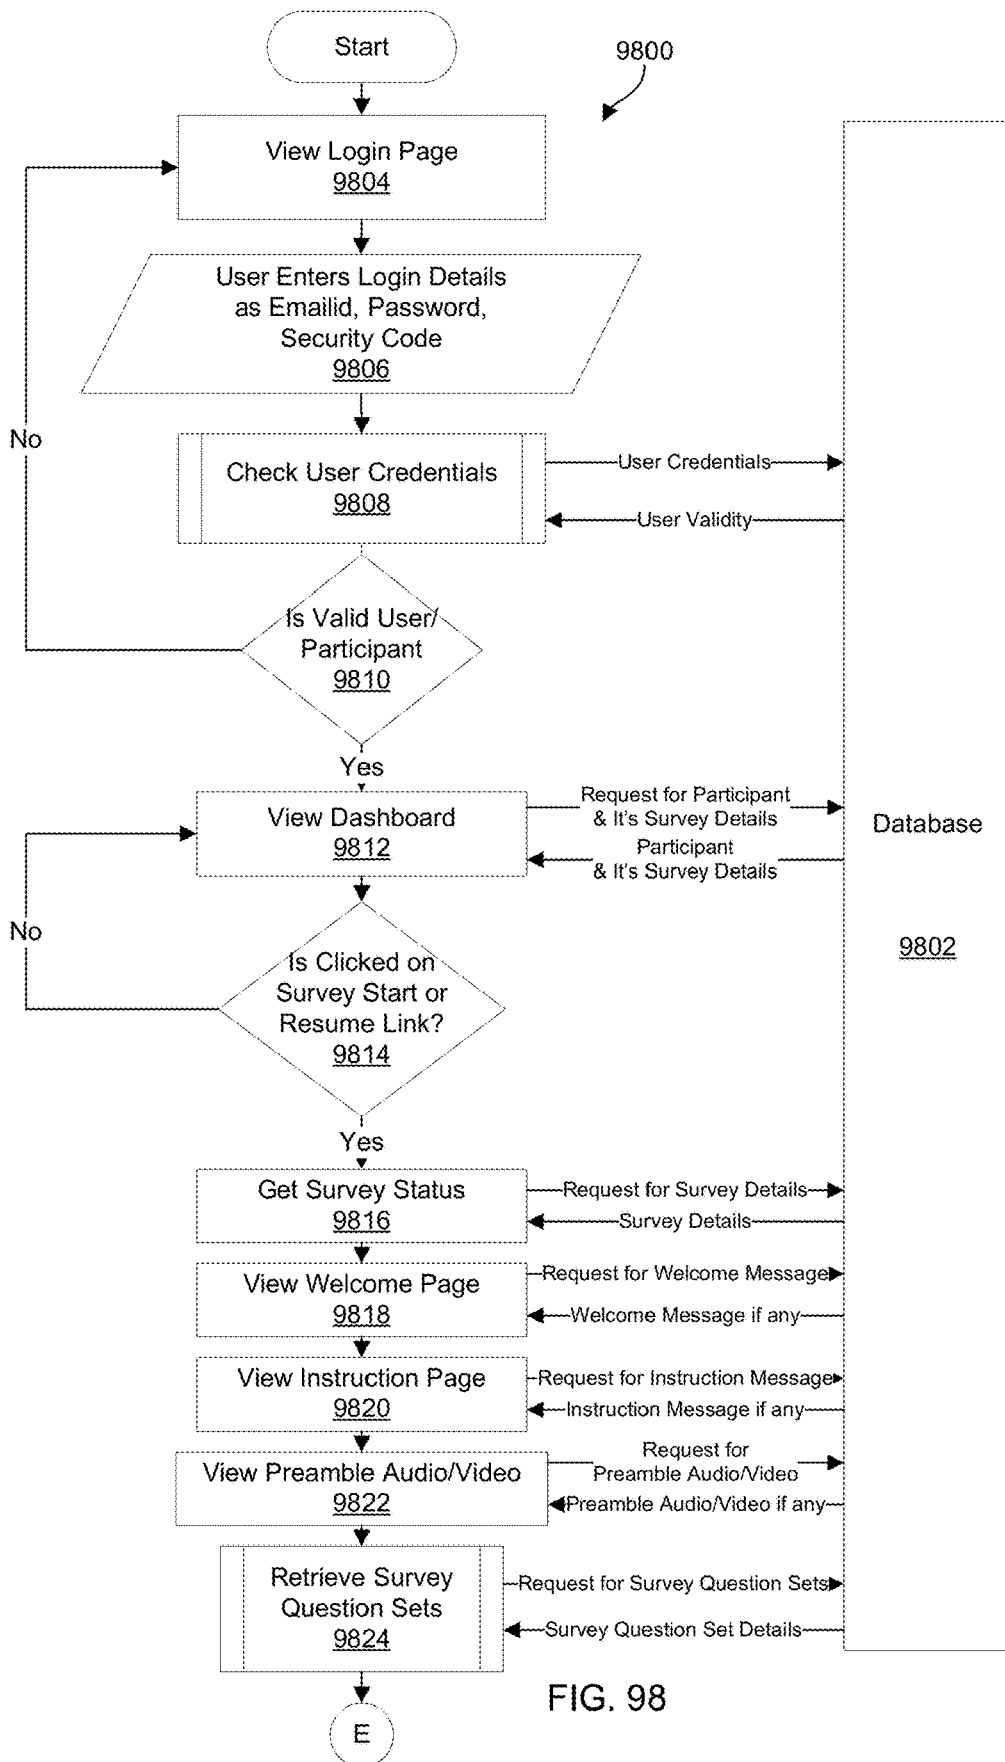 Start
9800
View Login Page
9804
User Enters Login Details
as Emailid, Password,
Security Code
9806
No
Check User Credentials
9808
User Credentials
User Validity
Is Valid User/
Participant
9810
Yes
View Dashboard
9812
Request for Participant
& It's Survey Details
Participant
& It's Survey Details
Database
9802
No
Is Clicked on
Survey Start or
Resume Link?
9814
Yes
Get Survey Status
9816
Request for Survey Details
Survey Details
View Welcome Page
9818
Request for Welcome Message
Welcome Message if any
View Instruction Page
9820
Request for Instruction Message
Instruction Message if any
View Preamble Audio/Video
9822
Request for
Preamble Audio/Video
Preamble Audio/Video if any
Retrieve Survey
Question Sets
9824
Request for Survey Question Sets
Survey Question Set Details
E
FIG. 98